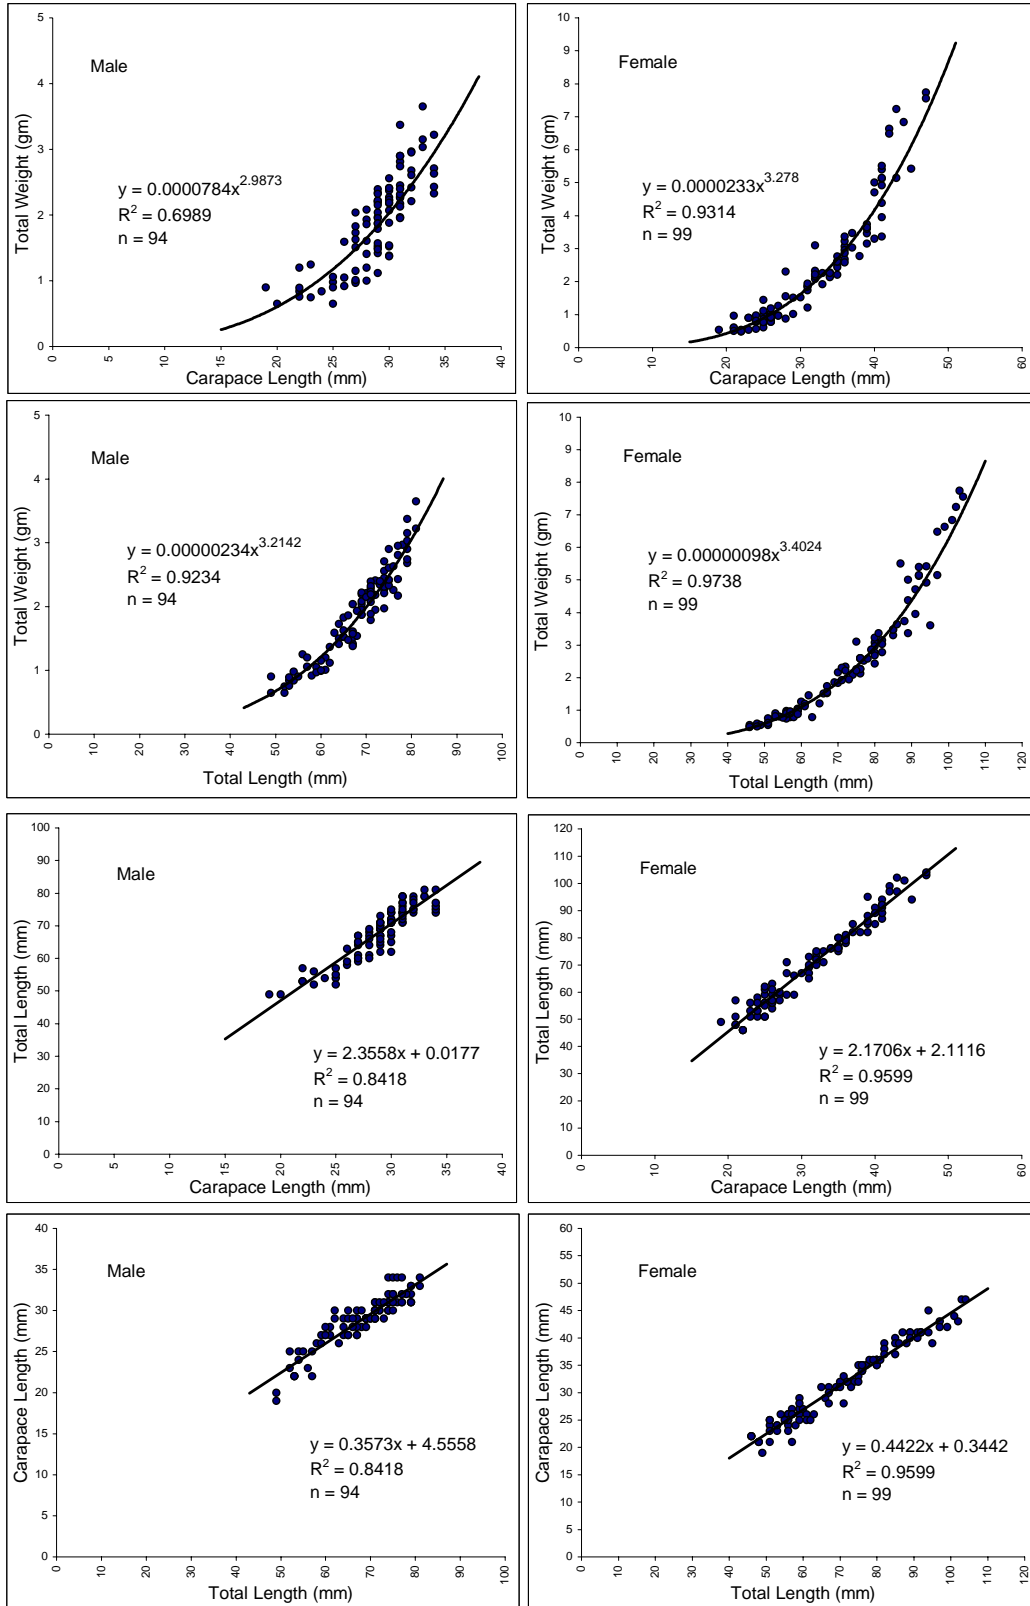 5
4
3
2
1
0
Total Weight (gm)
Male
y = 0.0000784x^2.9873
R² = 0.6989
n = 94
0 5 10 15 20 25 30 35 40
Carapace Length (mm)
10
9
8
7
6
5
4
3
2
1
0
Total Weight (gm)
Female
y = 0.0000233x^3.278
R² = 0.9314
n = 99
0 10 20 30 40 50 60
Carapace Length (mm)
5
4
3
2
1
0
Total Weight (gm)
Male
y = 0.00000234x^3.2142
R² = 0.9234
n = 94
0 10 20 30 40 50 60 70 80 90 100
Total Length (mm)
10
9
8
7
6
5
4
3
2
1
0
Total Weight (gm)
Female
y = 0.00000098x^3.4024
R² = 0.9738
n = 99
0 10 20 30 40 50 60 70 80 90 100 110 120
Total Length (mm)
100
90
80
70
60
50
40
30
20
10
0
Total Length (mm)
Male
y = 2.3558x + 0.0177
R² = 0.8418
n = 94
0 5 10 15 20 25 30 35 40
Carapace Length (mm)
120
110
100
90
80
70
60
50
40
30
20
10
0
Total Length (mm)
Female
y = 2.1706x + 2.1116
R² = 0.9599
n = 99
0 10 20 30 40 50 60
Carapace Length (mm)
40
35
30
25
20
15
10
5
0
Carapace Length (mm)
Male
y = 0.3573x + 4.5558
R² = 0.8418
n = 94
0 10 20 30 40 50 60 70 80 90 100
Total Length (mm)
60
55
50
45
40
35
30
25
20
15
10
5
0
Carapace Length (mm)
Female
y = 0.4422x + 0.3442
R² = 0.9599
n = 99
0 10 20 30 40 50 60 70 80 90 100 110 120
Total Length (mm)